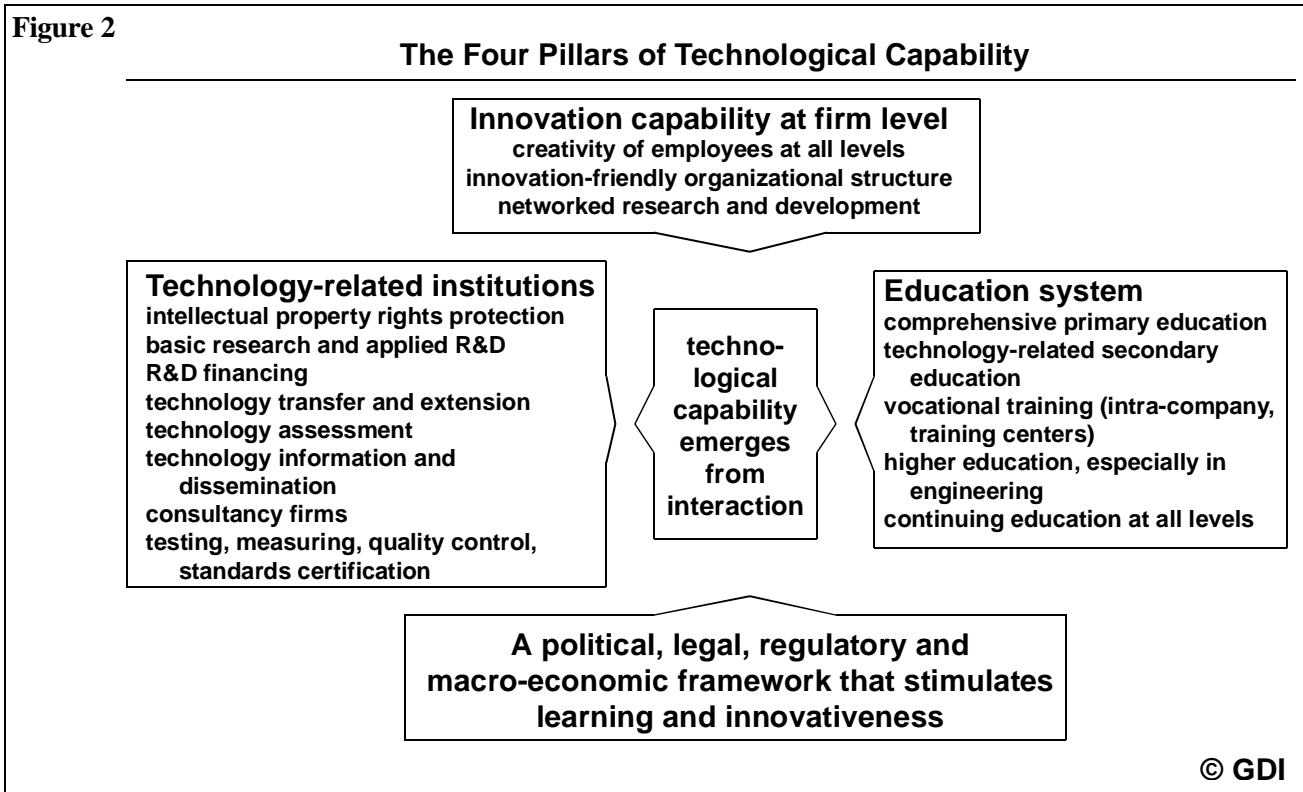 Figure 2
The Four Pillars of Technological Capability
Innovation capability at firm level
creativity of employees at all levels
innovation-friendly organizational structure
networked research and development
Technology-related institutions
intellectual property rights protection
basic research and applied R&D
R&D financing
technology transfer and extension
technology assessment
technology information and
dissemination
consultancy firms
testing, measuring, quality control,
standards certification
techno-
logical
capability
emerges
from
interaction
Education system
comprehensive primary education
technology-related secondary
education
vocational training (intra-company,
training centers)
higher education, especially in
engineering
continuing education at all levels
A political, legal, regulatory and
macro-economic framework that stimulates
learning and innovativeness
© GDI